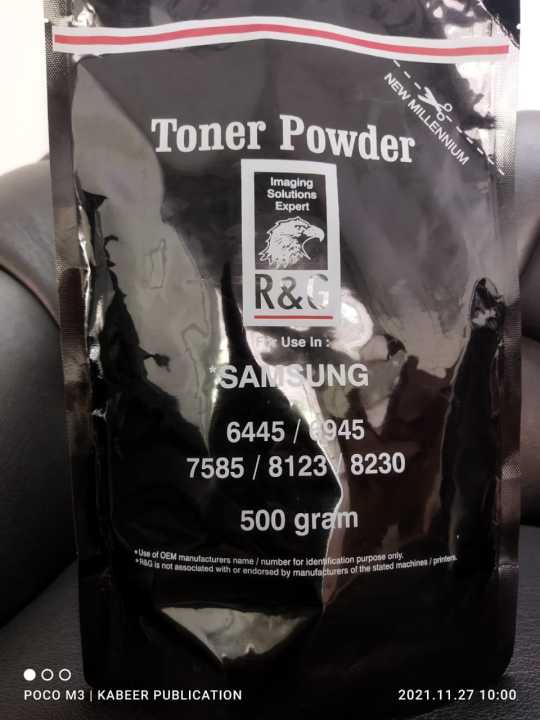 NEW MILLENNIUM
Toner Powder
Imaging
Solutions
Expert
R&G
For Use In :
*SAMSUNG
6445 / 6945
7585 / 8123 / 8230
500 gram
*Use of OEM manufacturers name / number for identification purpose only.
*R&G is not associated with or endorsed by manufacturers of the stated machines / printers.
POCO M3 | KABEER PUBLICATION
2021.11.27 10:00